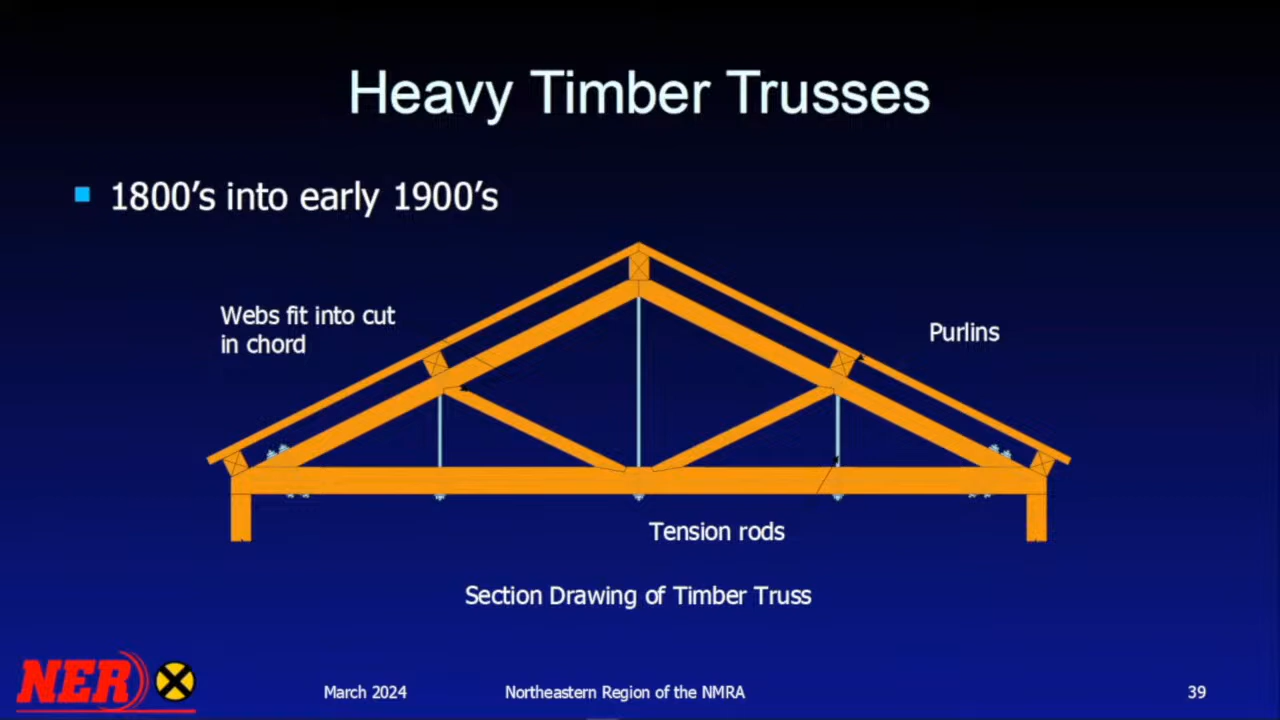 Heavy Timber Trusses
1800’s into early 1900’s
Webs fit into cut
in chord
Purlins
Tension rods
Section Drawing of Timber Truss
NER
March 2024
Northeastern Region of the NMRA
39